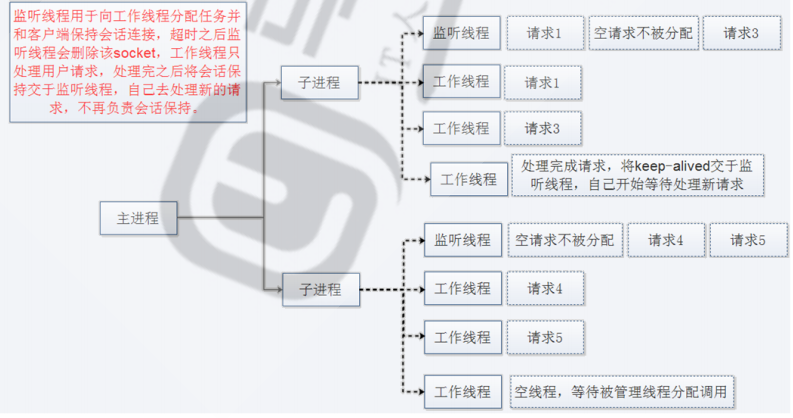 监听线程用于向工作线程分配任务并
和客户端保持会话连接，超时之后监
听线程会删除该socket，工作线程只
处理用户请求，处理完之后将会话保
持交于监听线程，自己去处理新的请
求，不再负责会话保持。
监听线程 请求1 空请求不被分配 请求3
子进程
工作线程 请求1
工作线程 请求3
工作线程
处理完成请求，将keep-alived交于监
听线程，自己开始等待处理新请求
主进程
监听线程 空请求不被分配 请求4 请求5
子进程
工作线程 请求4
工作线程 请求5
工作线程 空线程，等待被管理线程分配调用
IT人